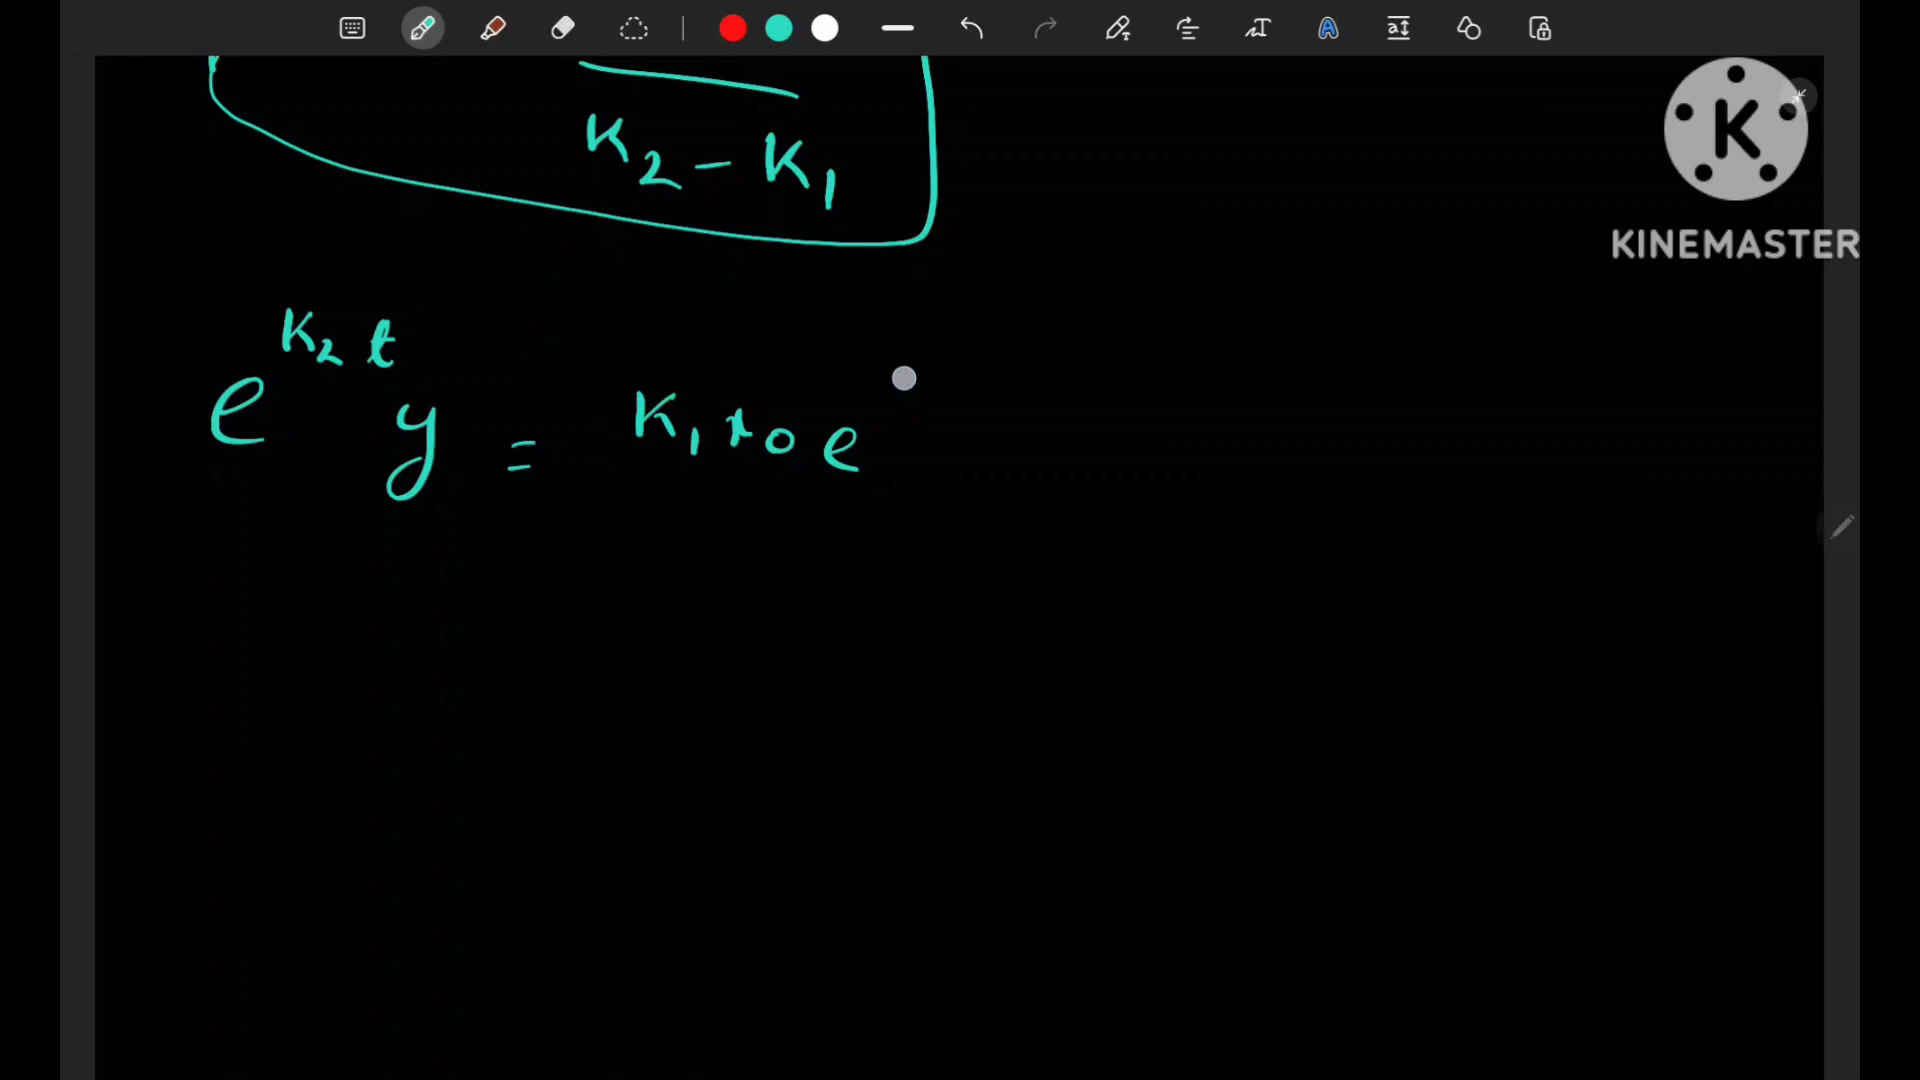 K₂ - K₁
K
KINEMASTER
e^{K₂ t} y = K₁ x₀ e